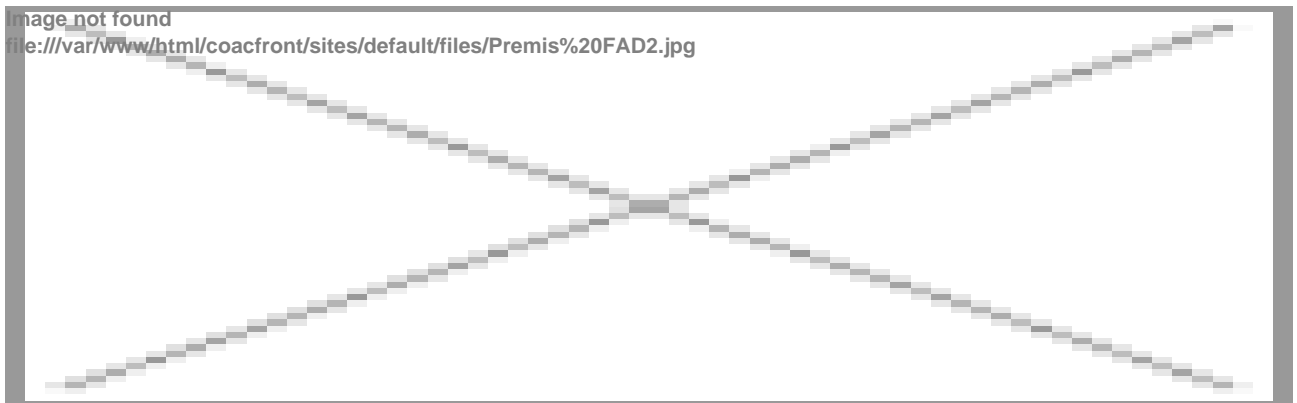 Image not found
file:///var/www/html/coacfront/sites/default/files/Premis%20FAD2.jpg